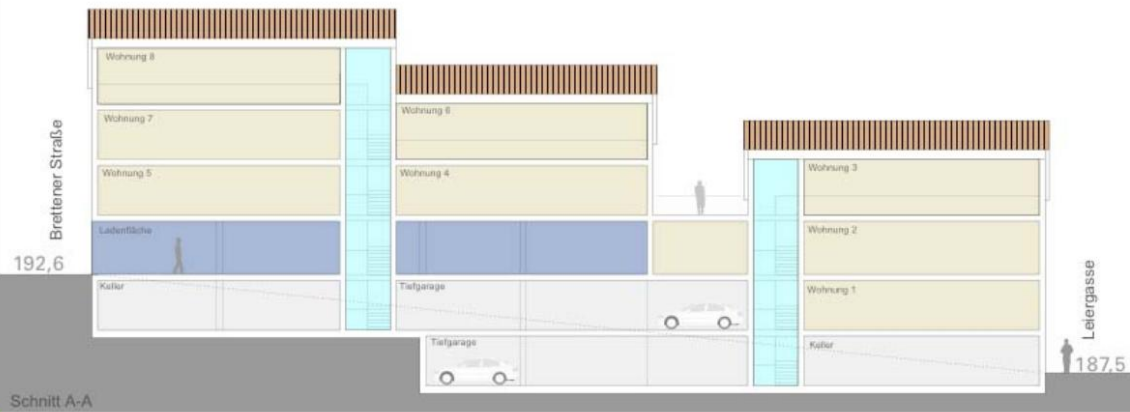 Wohnung 8
Wohnung 6
Wohnung 7
Brettener Straße
Wohnung 5
Wohnung 4
Wohnung 3
Ladenfläche
Wohnung 2
192,6
Keller
Tiefgarage
Wohnung 1
Leiergasse
Tiefgarage
Keller
187,5
Schnitt A-A